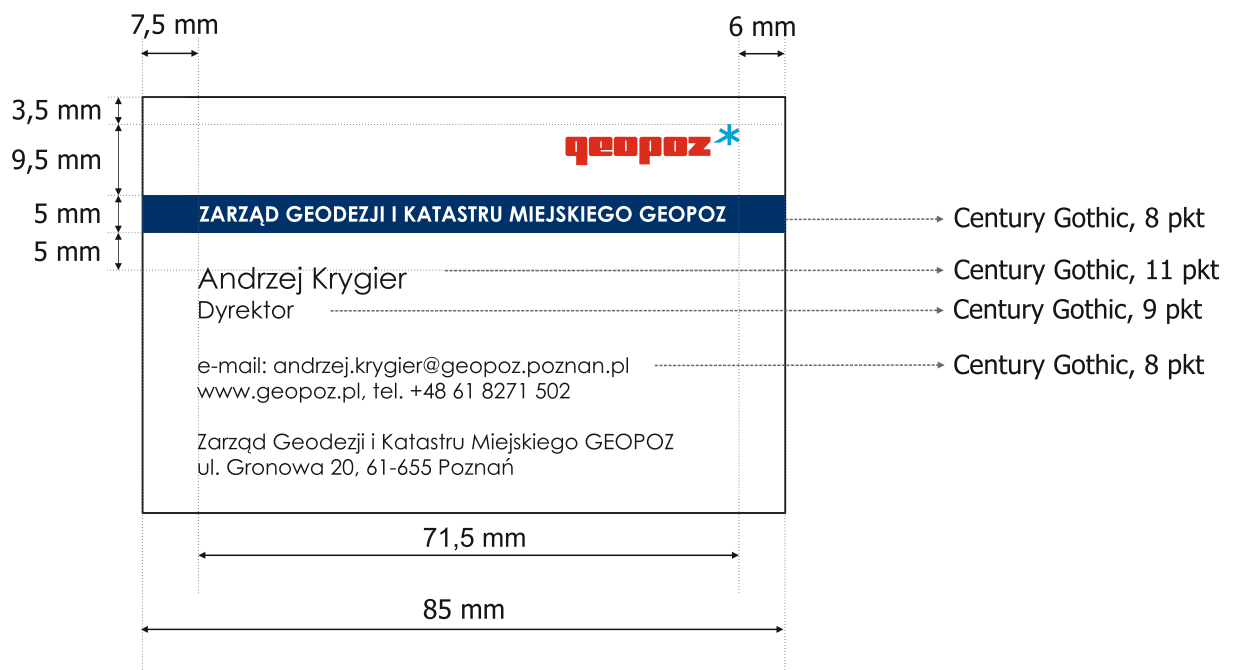 7,5 mm
6 mm
3,5 mm
9,5 mm
geopoz*
5 mm
ZARZĄD GEODEZJI I KATASTRU MIEJSKIEGO GEOPOZ
Century Gothic, 8 pkt
5 mm
Andrzej Krygier
Century Gothic, 11 pkt
Dyrektor
Century Gothic, 9 pkt
e-mail: andrzej.krygier@geopoz.poznan.pl
Century Gothic, 8 pkt
www.geopoz.pl, tel. +48 61 8271 502
Zarząd Geodezji i Katastru Miejskiego GEOPOZ
ul. Gronowa 20, 61-655 Poznań
71,5 mm
85 mm